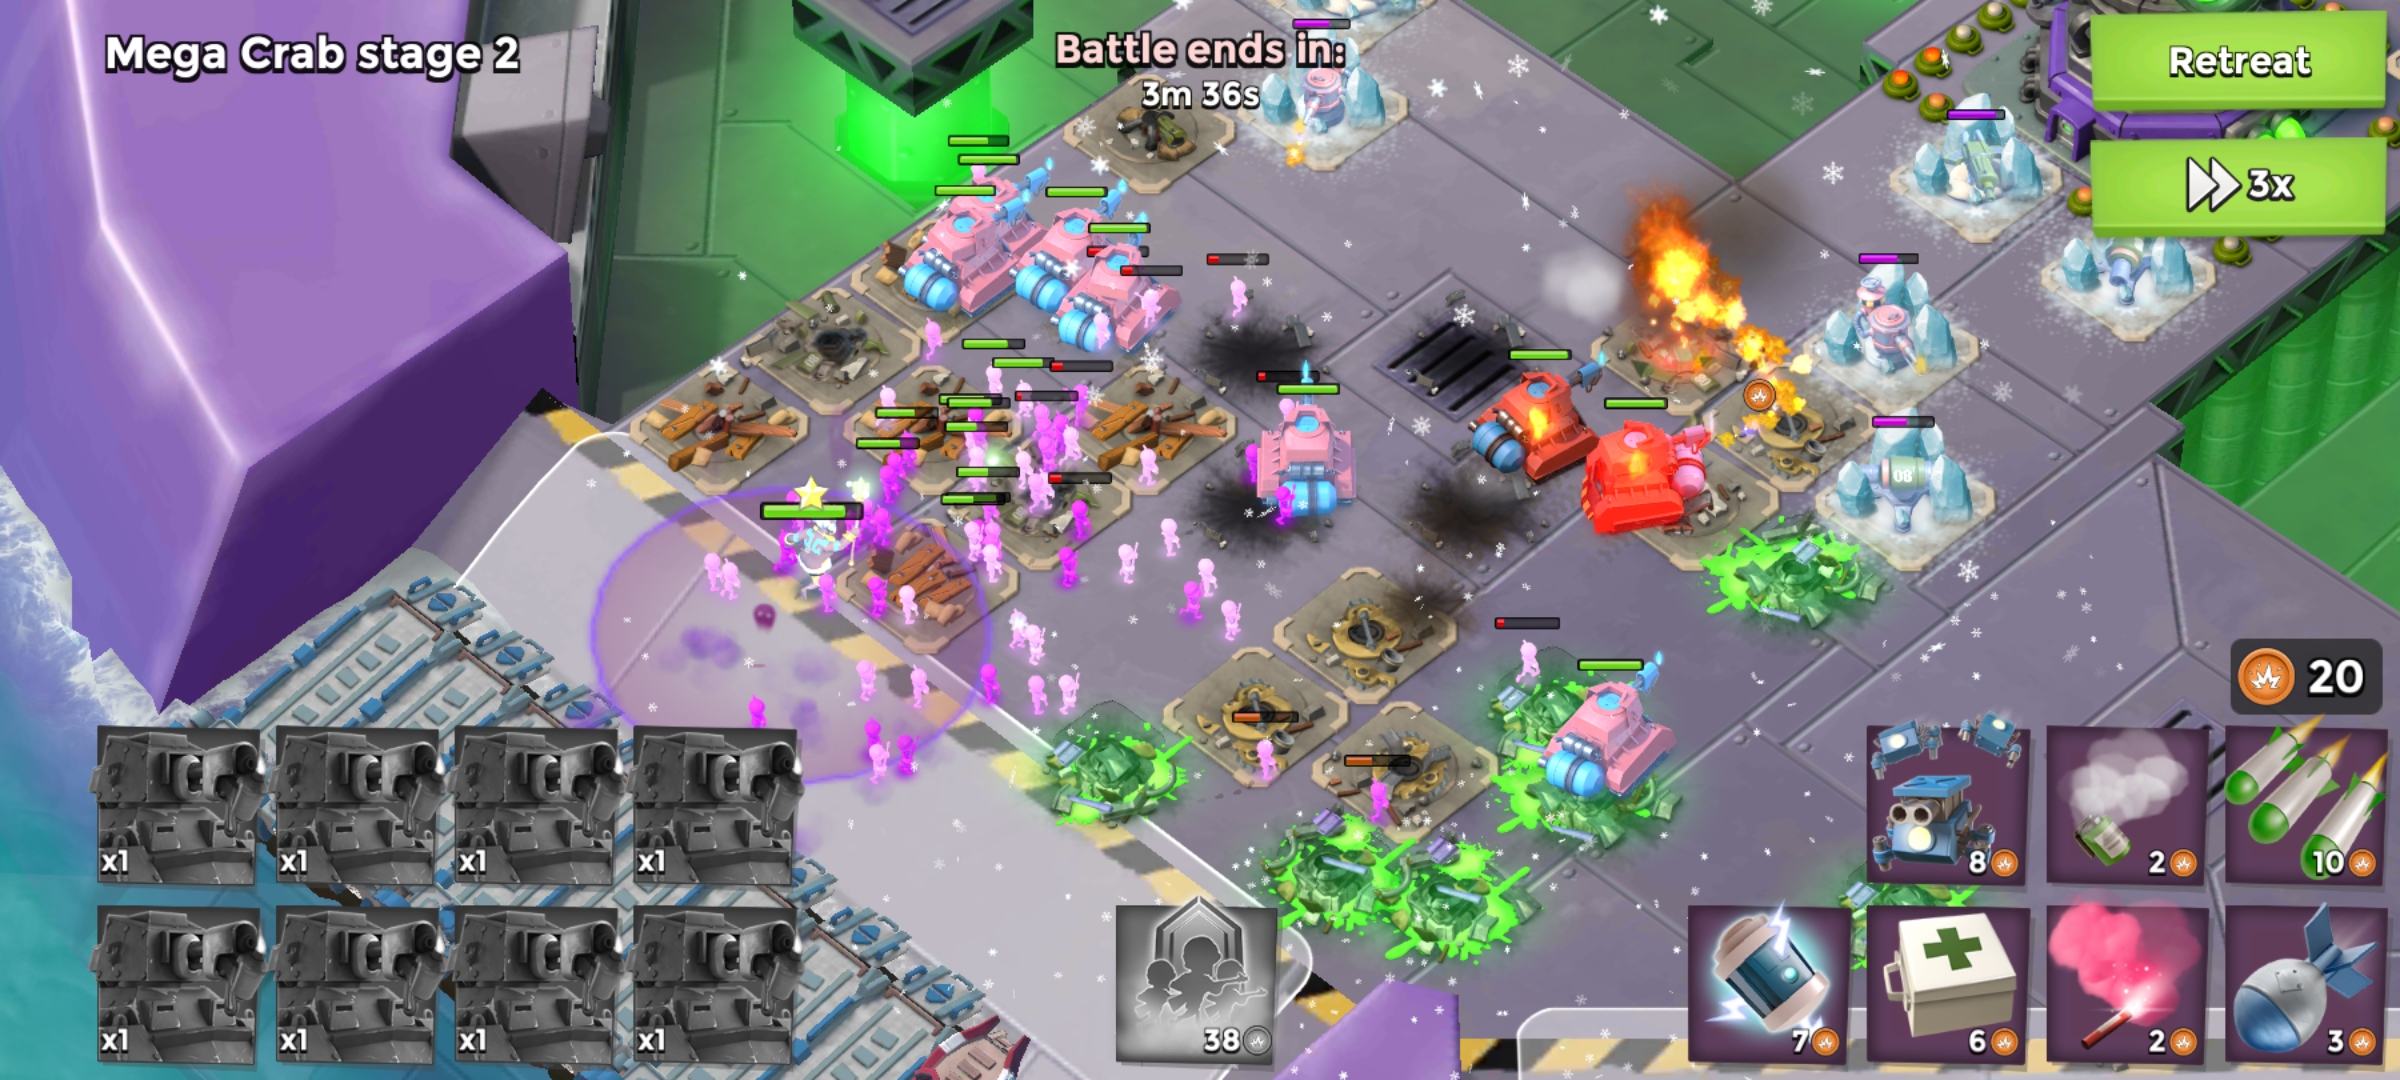 Mega Crab stage 2
Battle ends in:
3m 36s
Retreat
3x
08
20
8
2
10
x1
x1
x1
x1
x1
x1
x1
x1
38
7
6
2
3